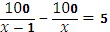 100/(x − 1) − 100/x = 5